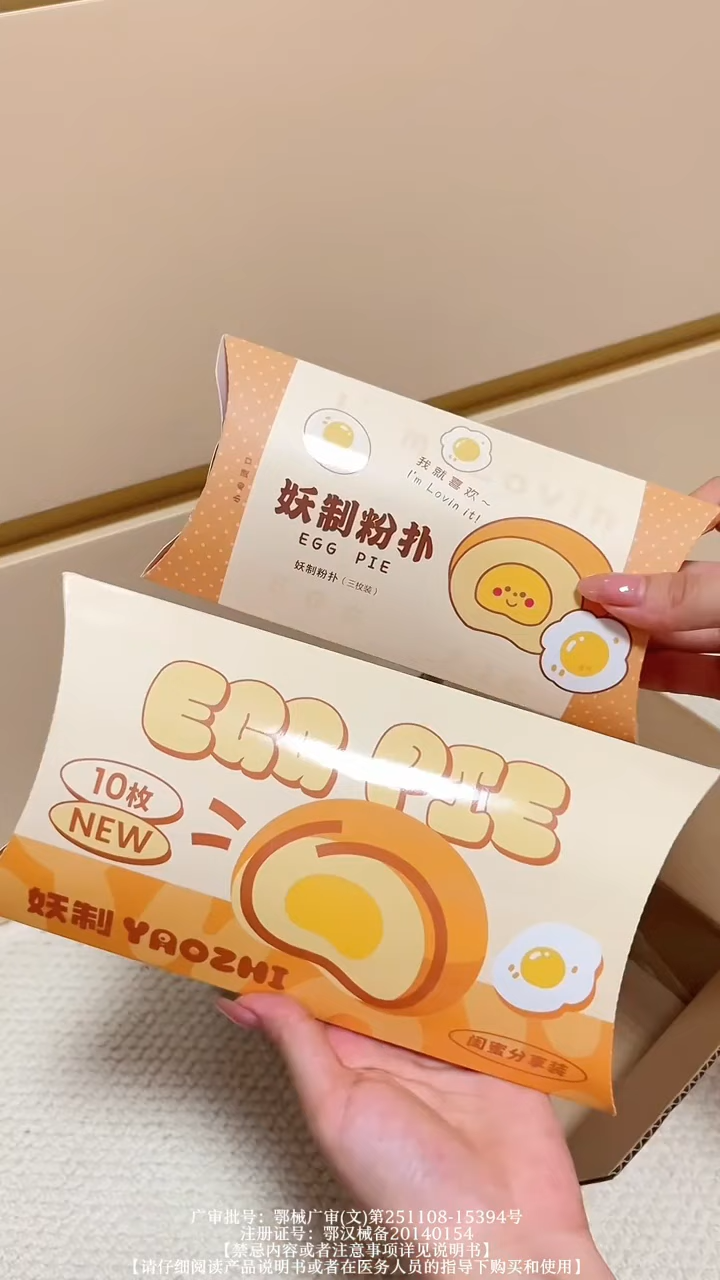 我就喜欢~
I'm Lovin it!
妖制粉扑
EGG PIE
妖制粉扑（三枚装）
EGG PIE
10枚
NEW
妖制 YAOZHI
闺蜜分享装
广审批号：鄂械广审(文)第251108-15394号
注册证号：鄂汉械备20140154
【禁忌内容或者注意事项详见说明书】
【请仔细阅读产品说明书或者在医务人员的指导下购买和使用】